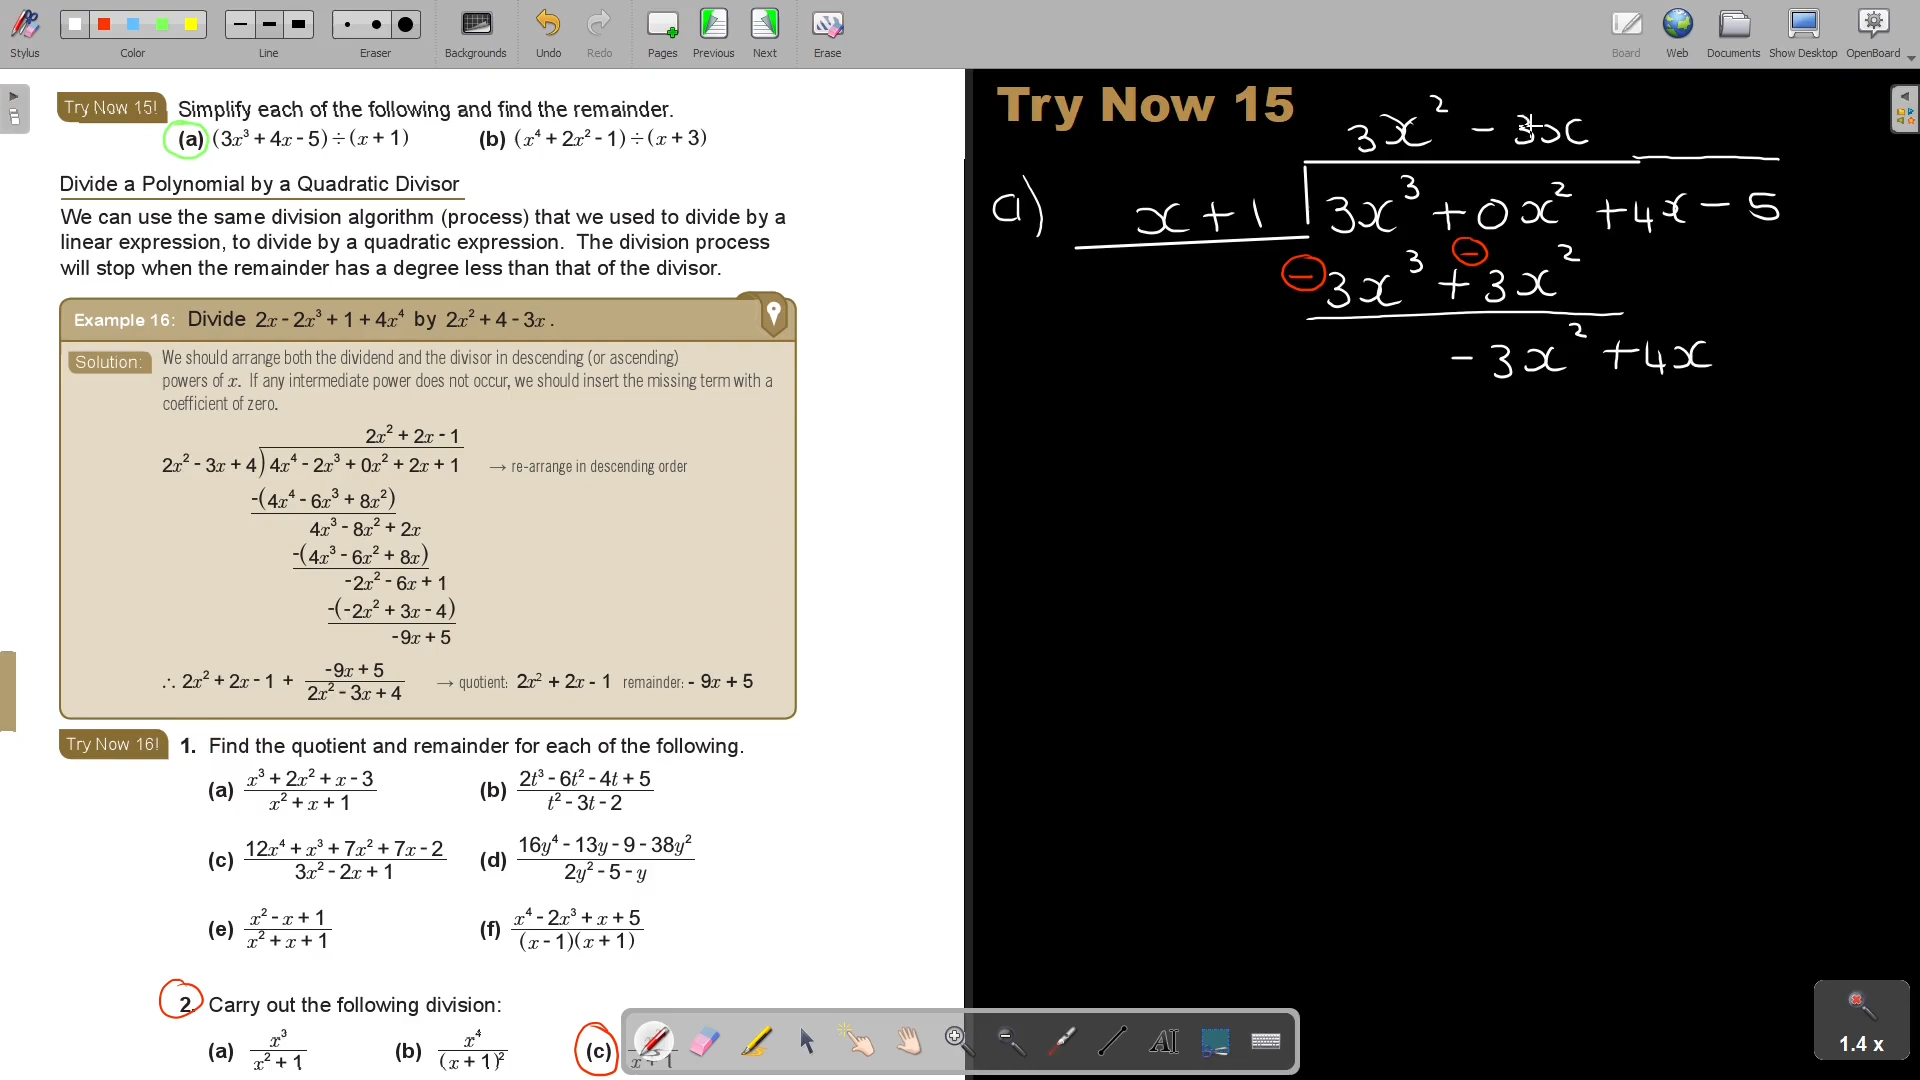 Stylus Color Line Eraser Backgrounds Undo Redo Pages Previous Next Erase Board Web Documents Show Desktop OpenBoard
Try Now 15! Simplify each of the following and find the remainder.
(a) (3x³ + 4x - 5) ÷ (x + 1) (b) (x⁴ + 2x² - 1) ÷ (x + 3)
Divide a Polynomial by a Quadratic Divisor
We can use the same division algorithm (process) that we used to divide by a
linear expression, to divide by a quadratic expression. The division process
will stop when the remainder has a degree less than that of the divisor.
Example 16: Divide 2x - 2x³ + 1 + 4x⁴ by 2x² + 4 - 3x .
Solution: We should arrange both the dividend and the divisor in descending (or ascending)
powers of x. If any intermediate power does not occur, we should insert the missing term with a
coefficient of zero.
2x² + 2x - 1
2x² - 3x + 4) 4x⁴ - 2x³ + 0x² + 2x + 1 → re-arrange in descending order
-(4x⁴ - 6x³ + 8x²)
4x³ - 8x² + 2x
-(4x³ - 6x² + 8x)
-2x² - 6x + 1
-(-2x² + 3x - 4)
-9x + 5
∴ 2x² + 2x - 1 + (-9x + 5)/(2x² - 3x + 4) → quotient: 2x² + 2x - 1 remainder: - 9x + 5
Try Now 16! 1. Find the quotient and remainder for each of the following.
(a) (x³ + 2x² + x - 3)/(x² + x + 1) (b) (2t³ - 6t² - 4t + 5)/(t² - 3t - 2)
(c) (12x⁴ + x³ + 7x² + 7x - 2)/(3x² - 2x + 1) (d) (16y⁴ - 13y - 9 - 38y²)/(2y² - 5 - y)
(e) (x² - x + 1)/(x² + x + 1) (f) (x⁴ - 2x³ + x + 5)/((x - 1)(x + 1))
2. Carry out the following division:
(a) x³/(x² + 1) (b) x⁴/(x + 1)² (c)
Try Now 15
3x² - 3x
a) x + 1 3x³ + 0x² + 4x - 5
- 3x³ + 3x²
-
- 3x² + 4x
1.4 x